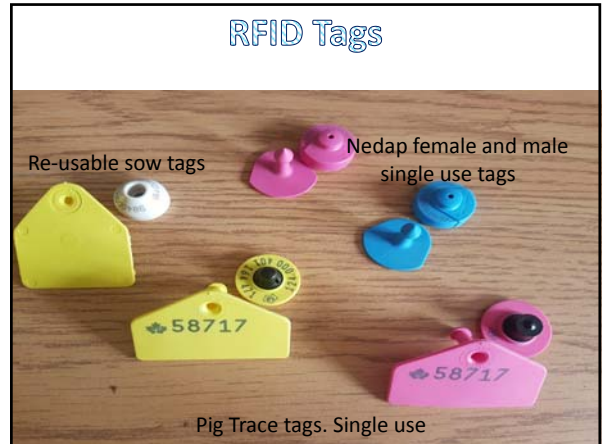 RFID Tags
Re-usable sow tags
Nedap female and male
single use tags
58717
58717
Pig Trace tags. Single use